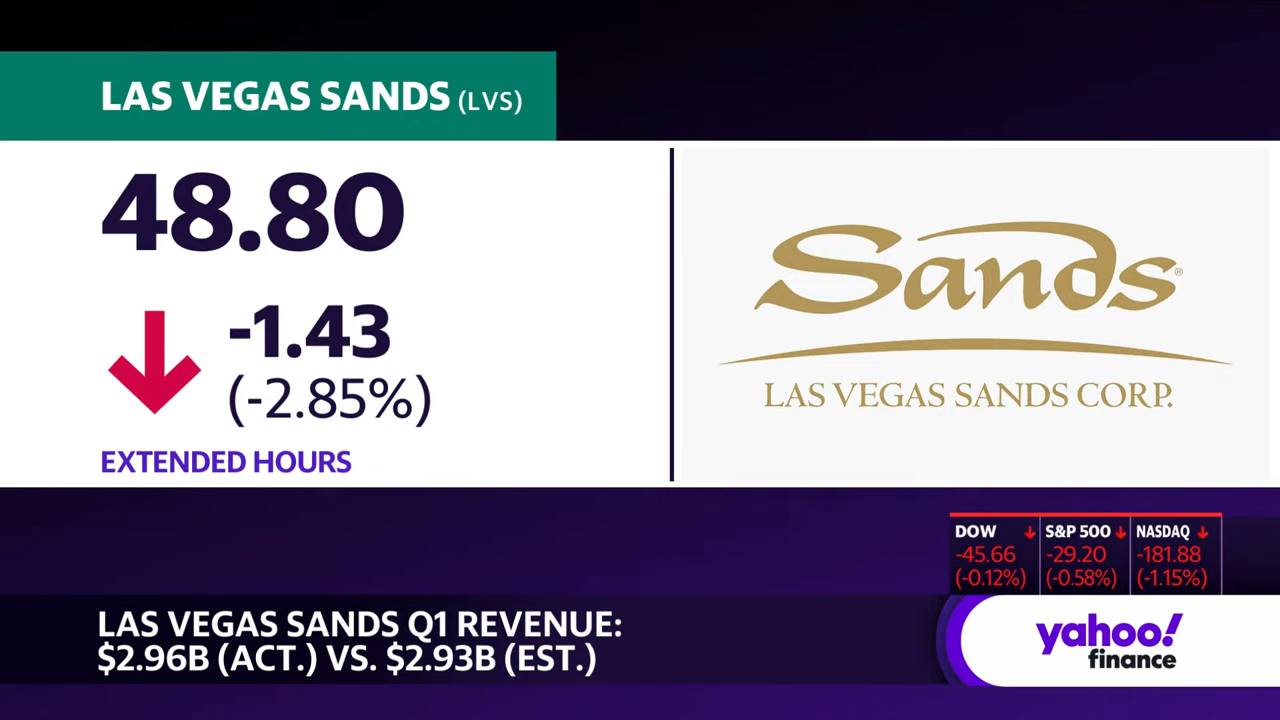 LAS VEGAS SANDS (LVS)
48.80
-1.43
(-2.85%)
EXTENDED HOURS
Sands®
LAS VEGAS SANDS CORP.
DOW
-45.66
(-0.12%)
S&P 500
-29.20
(-0.58%)
NASDAQ
-181.88
(-1.15%)
LAS VEGAS SANDS Q1 REVENUE:
$2.96B (ACT.) VS. $2.93B (EST.)
yahoo!
finance